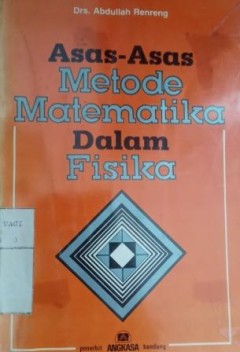 Drs. Abdullah Renreng
Asas-Asas
Metode
Matematika
Dalam
Fisika
penerbit ANGKASA bandung